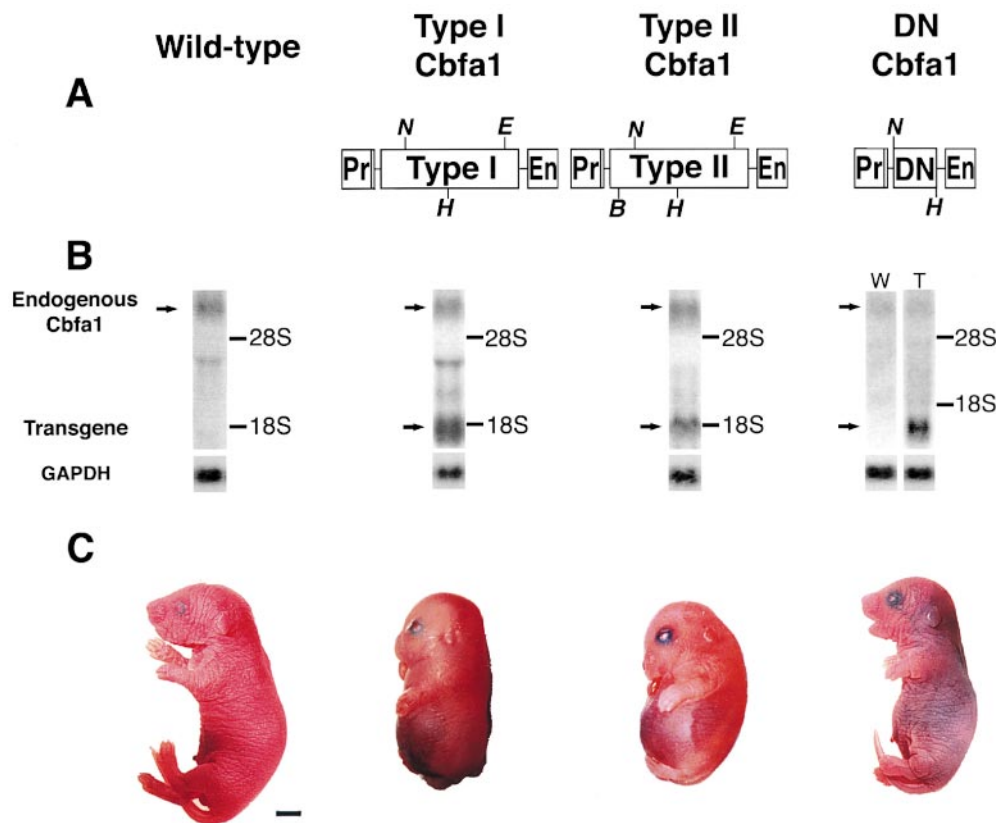 Wild-type
Type I
Cbfa1
Type II
Cbfa1
DN
Cbfa1
A
N E
Pr Type I En
H
N E
Pr Type II En
B H
N
Pr DN En
H
B
W T
Endogenous
Cbfa1
28S 28S 28S 28S
18S
Transgene
18S 18S 18S
GAPDH
C